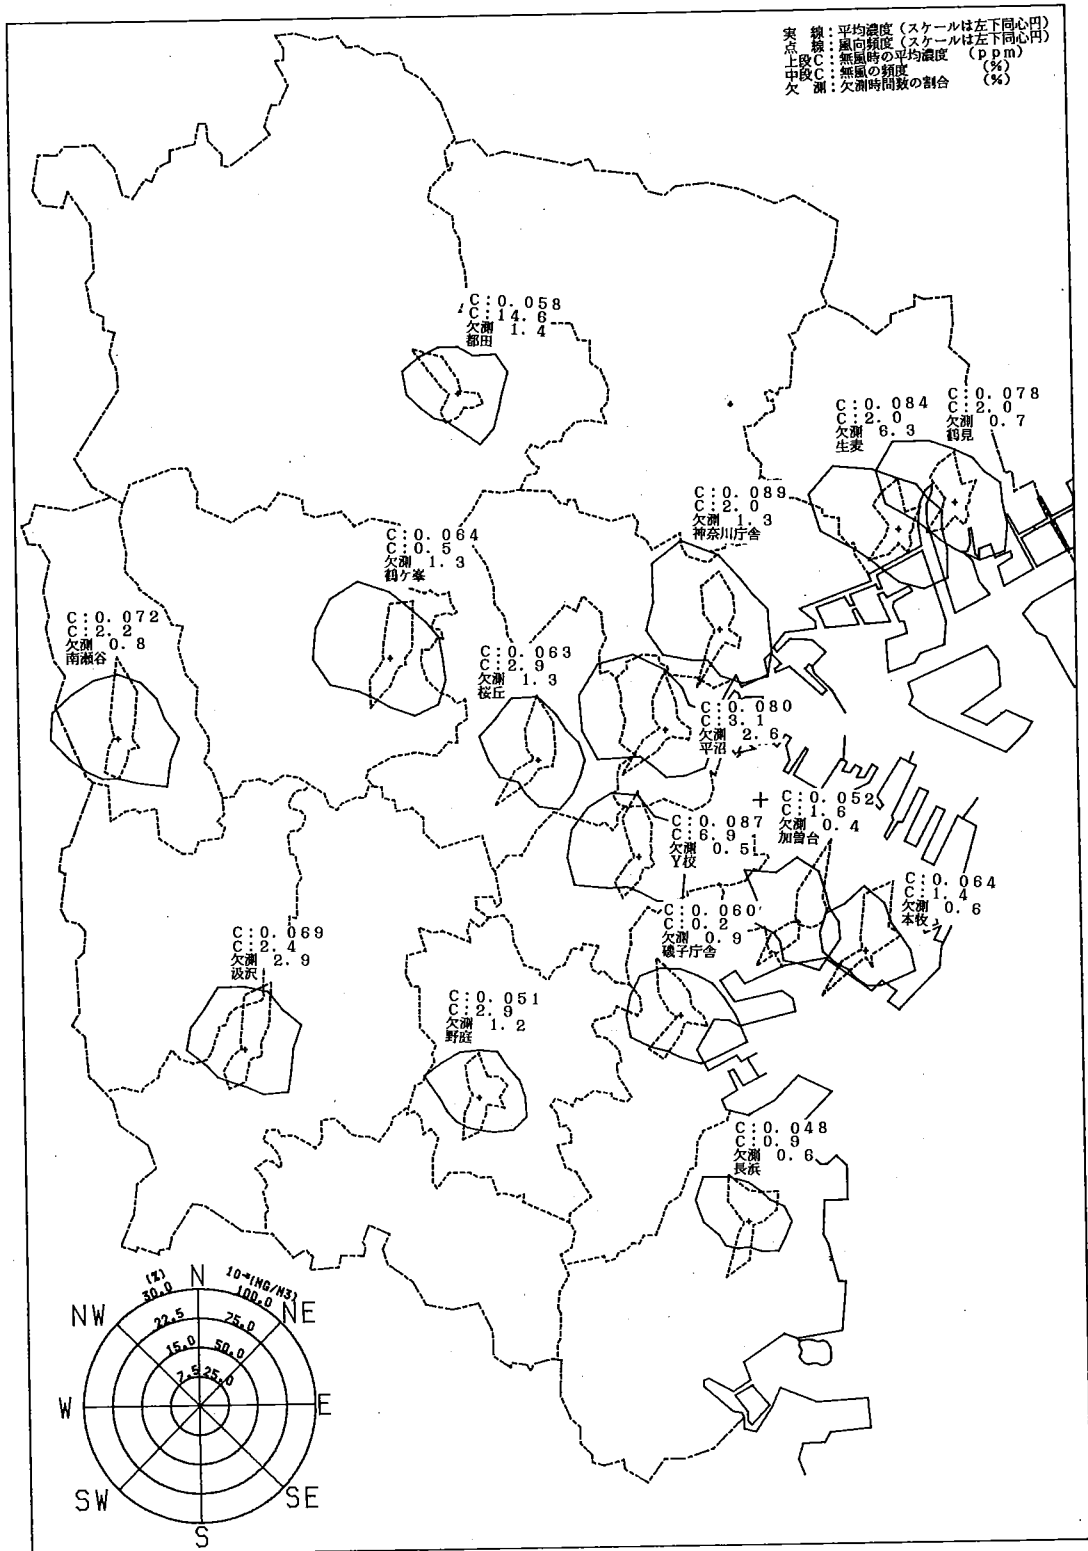 実　線：平均濃度（スケールは左下同心円）
点　線：風向頻度（スケールは左下同心円）
上段C：無風時の平均濃度　（ppm）
中段C：無風の頻度　（%）
欠　測：欠測時間数の割合　（%）
C：0．058
C：14．6
欠測　1．4
都田
C：0．078
C：2．0
欠測　0．7
鶴見
C：0．084
C：2．0
欠測　6．3
生麦
C：0．089
C：2．0
欠測　1．3
神奈川庁舎
C：0．064
C：0．5
欠測　1．3
鶴ケ峯
C：0．072
C：2．2
欠測　0．8
南瀬谷
C：0．063
C：2．9
欠測　1．3
桜丘
C：0．080
C：3．1
欠測　2．6
平沼
C：0．052
C：1．6
欠測　0．4
加曽台
C：0．087
C：6．9
欠測　0．5
Y校
C：0．064
C：1．4
欠測　0．6
本牧
C：0．060
C：0．2
欠測　0．9
磯子庁舎
C：0．069
C：2．4
欠測　2．9
汲沢
C：0．051
C：2．9
欠測　1．2
野庭
C：0．048
C：0．9
欠測　0．6
長浜
(%)
30.0
N
(MG/M3)
100.0
NW
NE
22.5
75.0
15.0
50.0
7.5
25.0
W
E
SW
SE
S